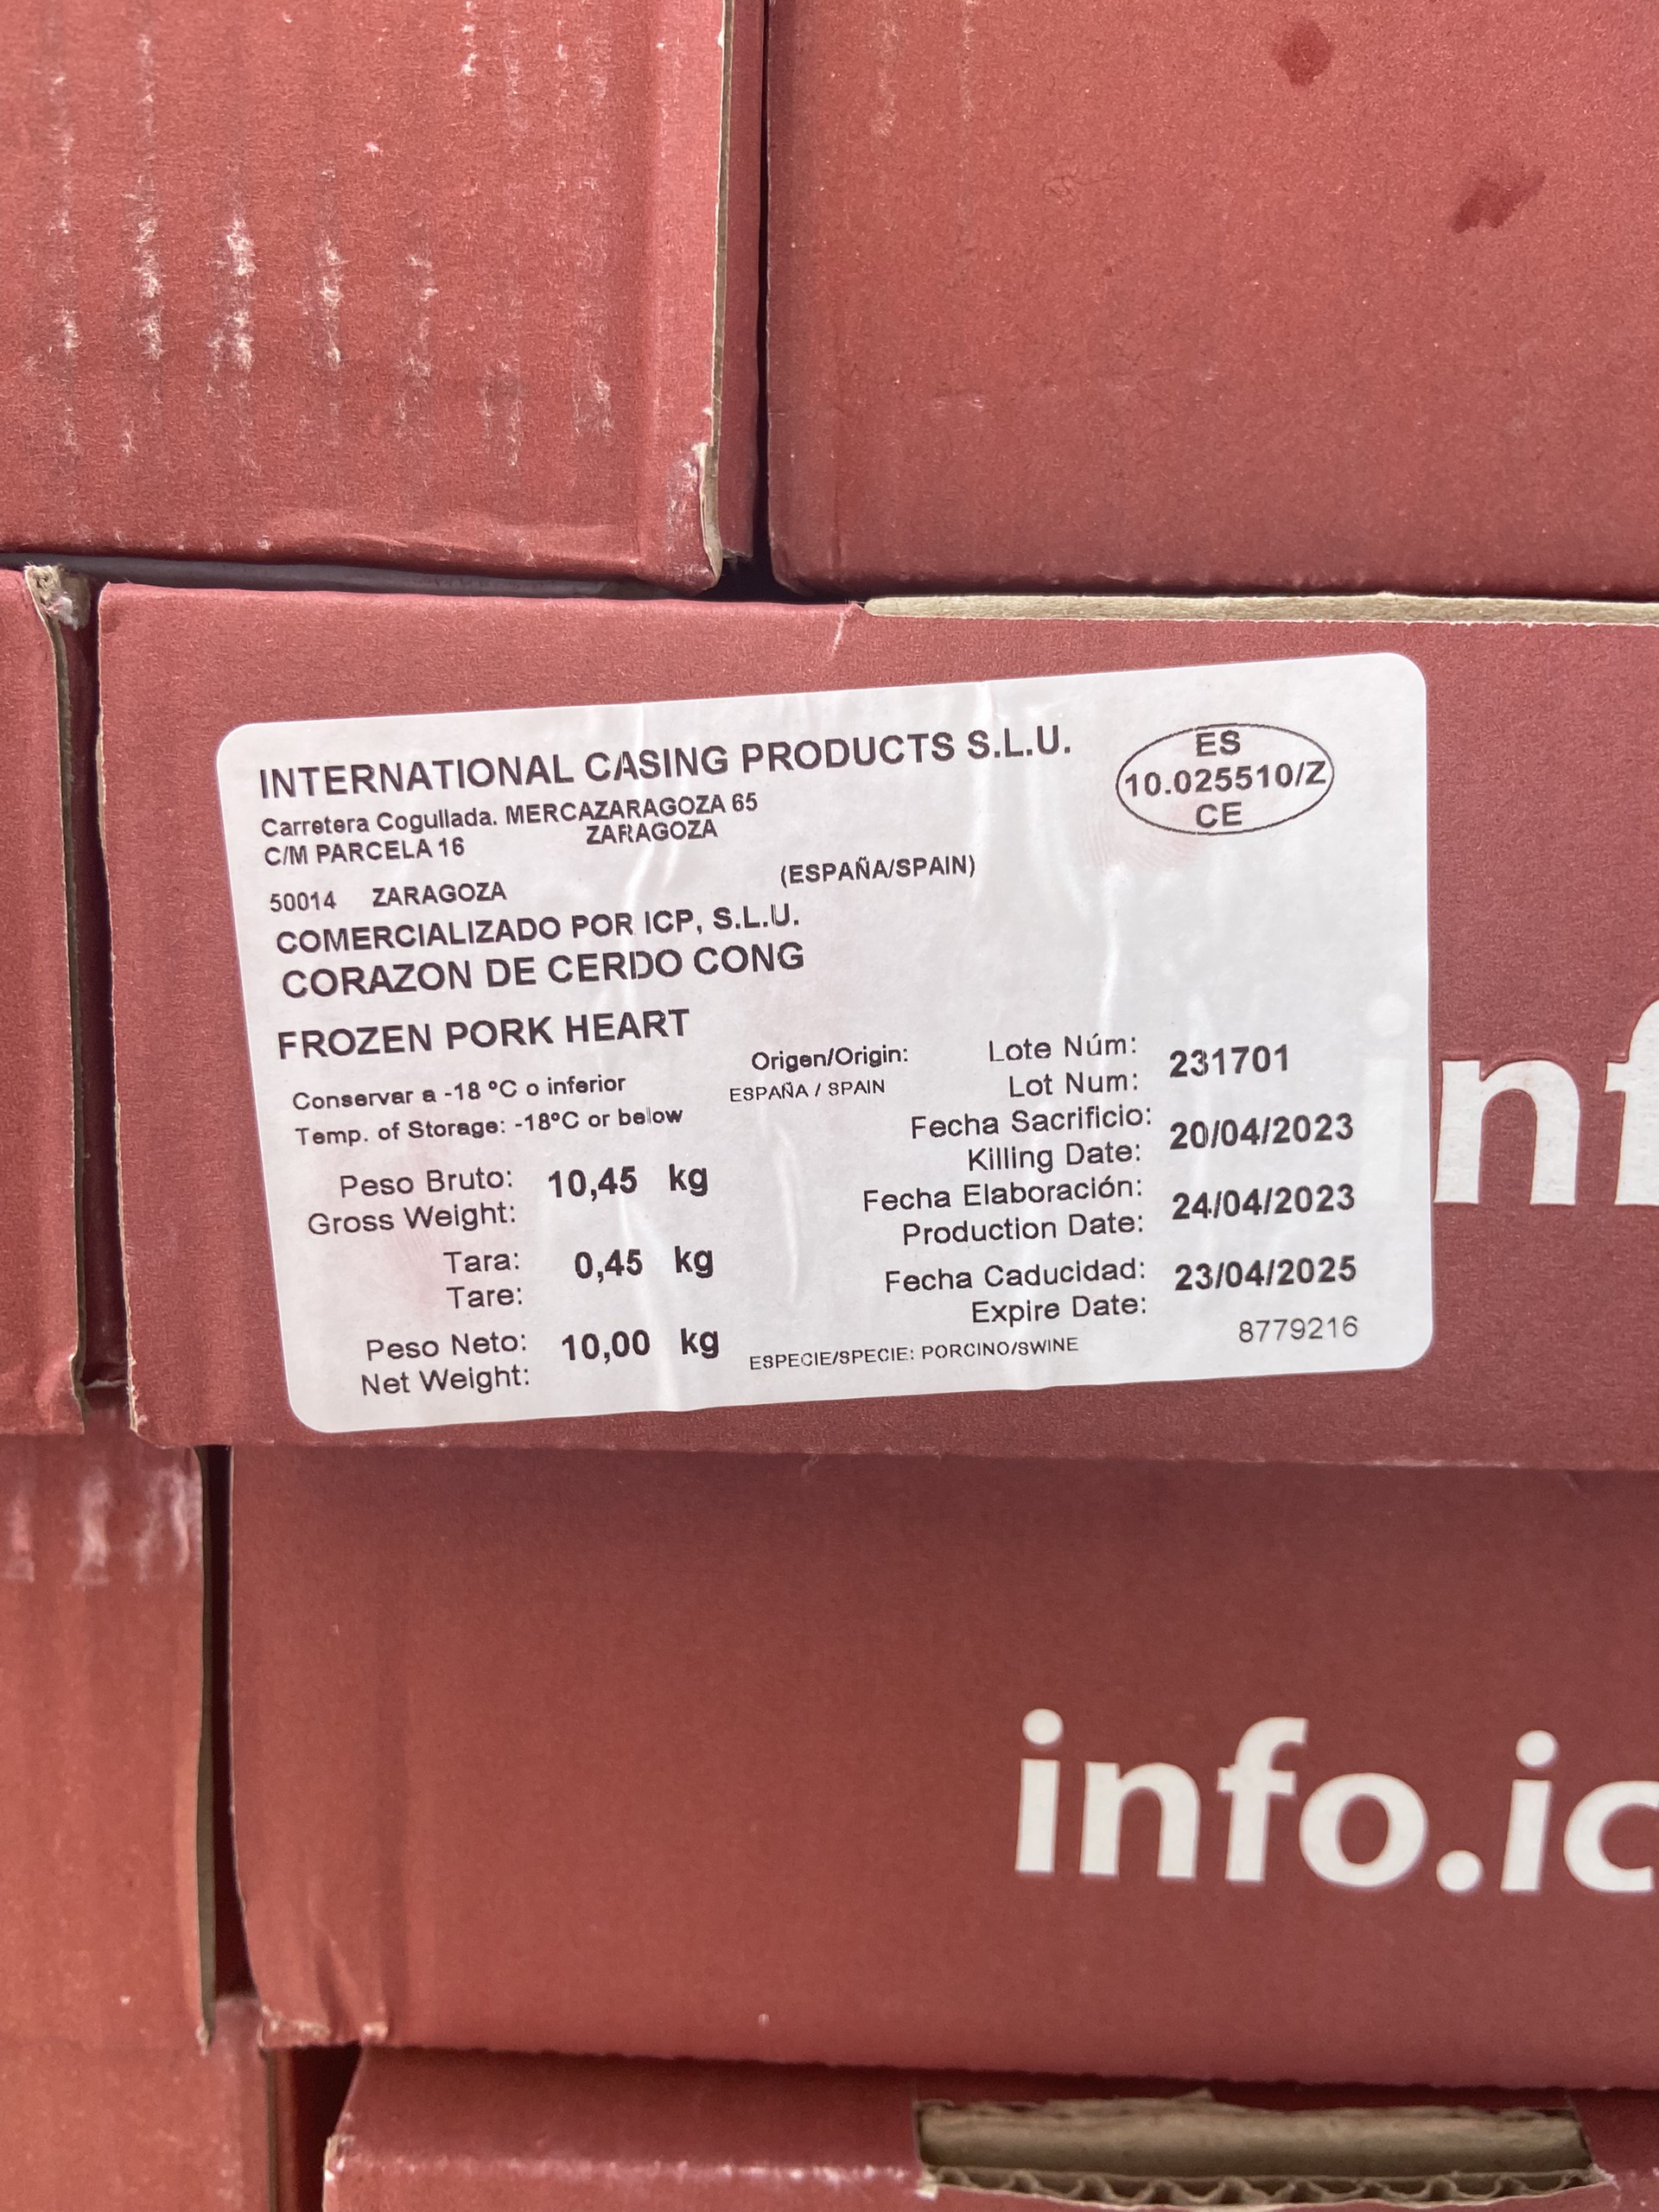 INTERNATIONAL CASING PRODUCTS S.L.U.
Carretera Cogullada. MERCAZARAGOZA 65
C/M PARCELA 16 ZARAGOZA
50014 ZARAGOZA (ESPAÑA/SPAIN)
ES
10.025510/Z
CE
COMERCIALIZADO POR ICP, S.L.U.
CORAZON DE CERDO CONG
FROZEN PORK HEART
Conservar a -18 ºC o inferior
Temp. of Storage: -18ºC or below
Origen/Origin:
ESPAÑA / SPAIN
Peso Bruto: 10,45 kg
Gross Weight:
Tara: 0,45 kg
Tare:
Peso Neto: 10,00 kg
Net Weight:
Lote Núm: 231701
Lot Num:
Fecha Sacrificio: 20/04/2023
Killing Date:
Fecha Elaboración: 24/04/2023
Production Date:
Fecha Caducidad: 23/04/2025
Expire Date:
ESPECIE/SPECIE: PORCINO/SWINE
8779216
inf
info.ic